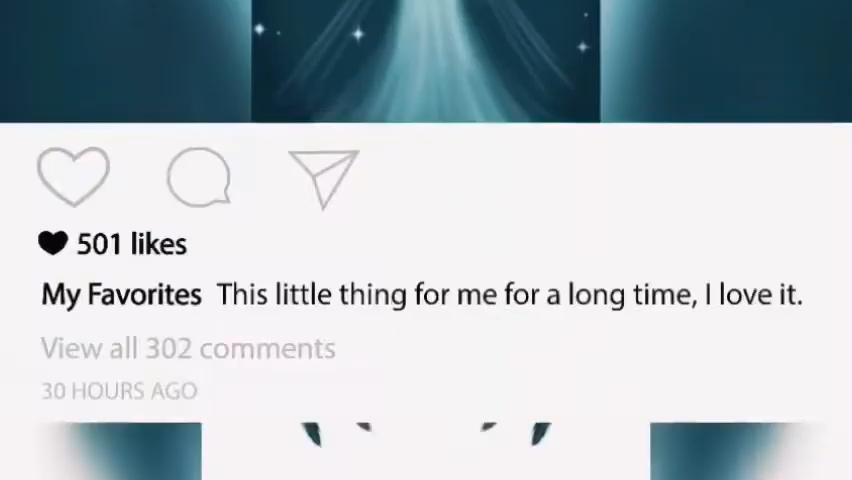 501 likes
My Favorites This little thing for me for a long time, I love it.
View all 302 comments
30 HOURS AGO